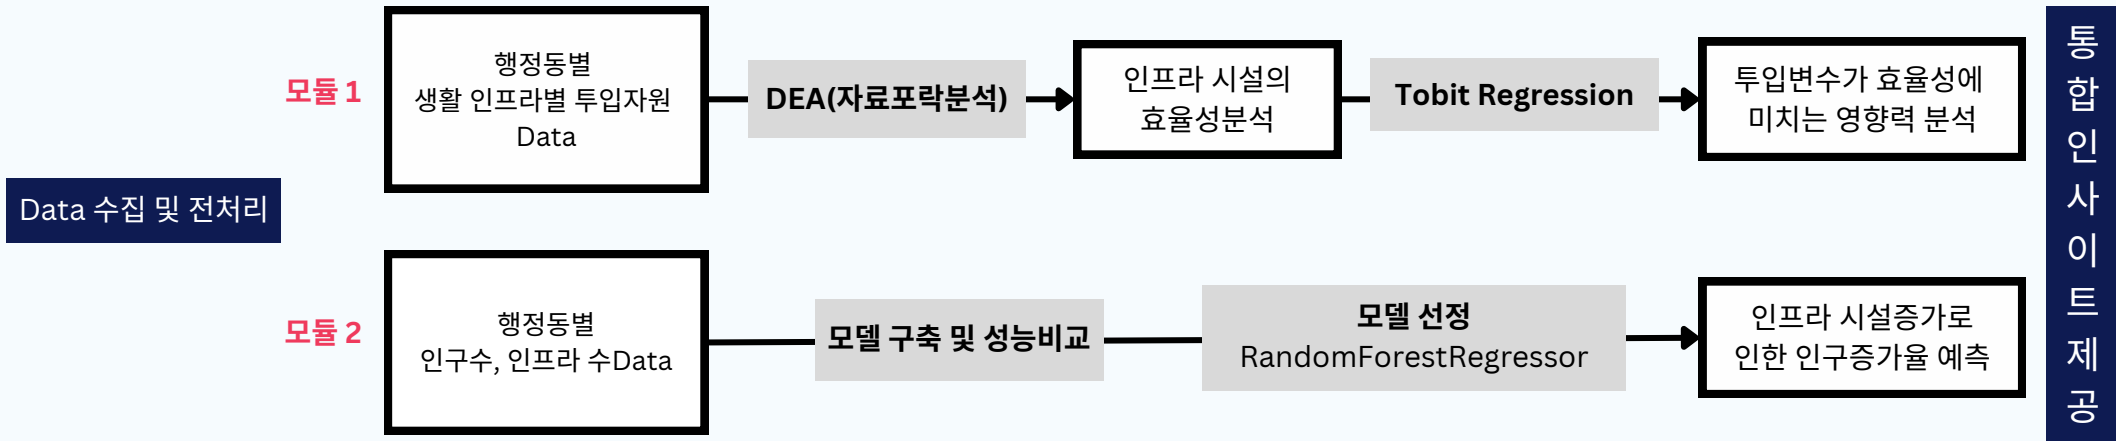 Data 수집 및 전처리
모듈 1
행정동별
생활 인프라별 투입자원
Data
DEA(자료포락분석)
인프라 시설의
효율성분석
Tobit Regression
투입변수가 효율성에
미치는 영향력 분석
모듈 2
행정동별
인구수, 인프라 수Data
모델 구축 및 성능비교
모델 선정
RandomForestRegressor
인프라 시설증가로
인한 인구증가율 예측
통합인사이트제공